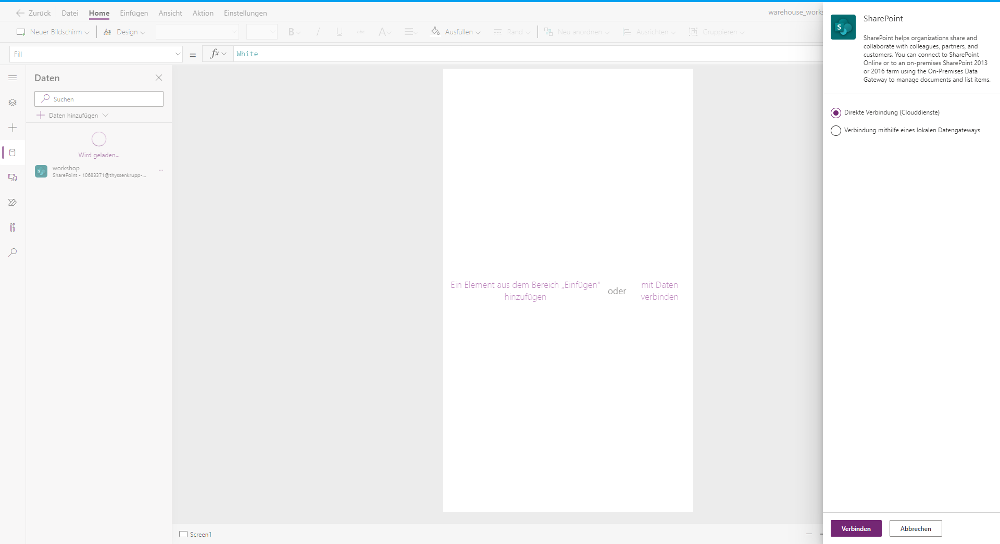 Zurück
Datei
Home
Einfügen
Ansicht
Aktion
Einstellungen
Neuer Bildschirm
Design
B
I
U
abc
A
Ausfüllen
Rand
Neu anordnen
Ausrichten
Gruppieren
Fill
=
fx
White
Daten
Suchen
Daten hinzufügen
Wird geladen...
workshop
SharePoint - 10683371@thyssenkrupp-...
Ein Element aus dem Bereich „Einfügen“
hinzufügen
oder
mit Daten
verbinden
Screen1
SharePoint
SharePoint helps organizations share and
collaborate with colleagues, partners, and
customers. You can connect to SharePoint
Online or to an on-premises SharePoint 2013
or 2016 farm using the On-Premises Data
Gateway to manage documents and list items.
Direkte Verbindung (Clouddienste)
Verbindung mithilfe eines lokalen Datengateways
Verbinden
Abbrechen